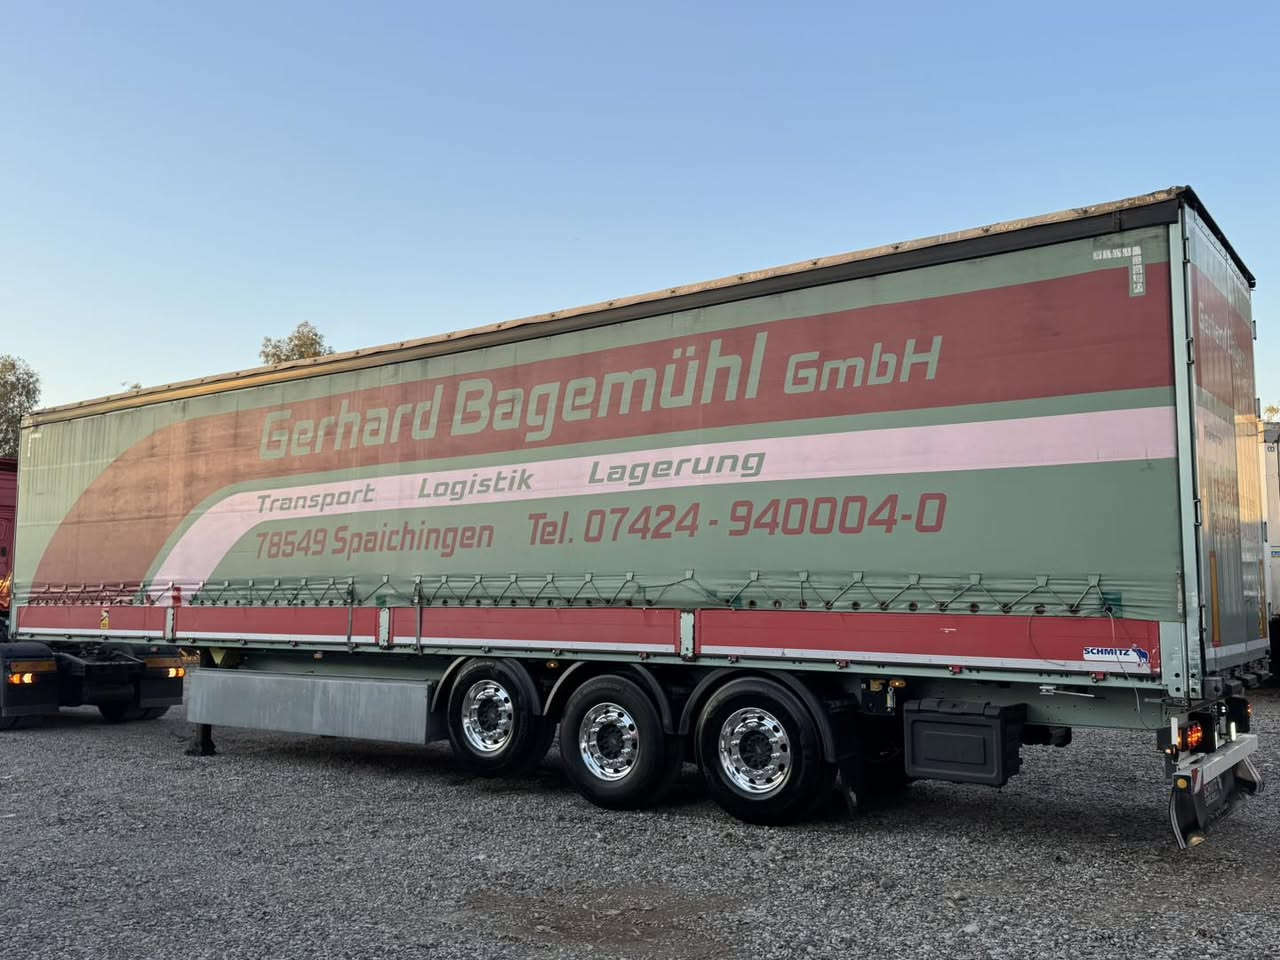 Gerhard Bagemühl GmbH
Transport Logistik Lagerung
78549 Spaichingen Tel. 07424 - 940004-0
SCHMITZ